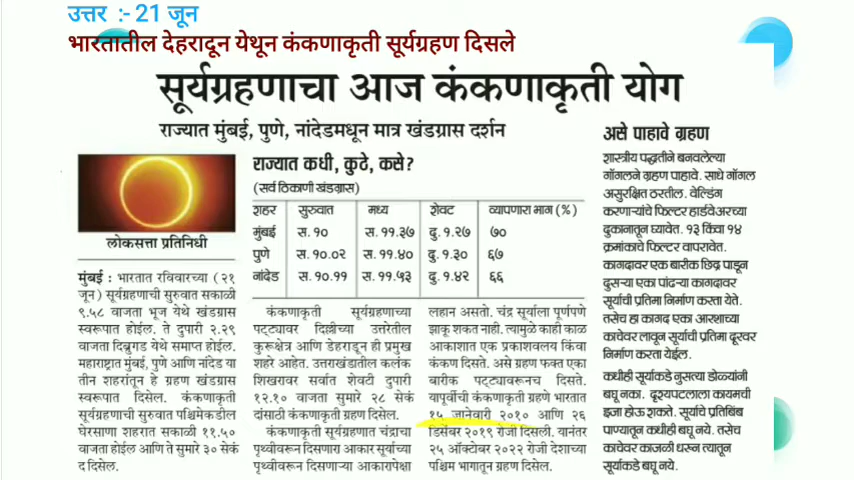 उत्तर :- 21 जून
भारतातील देहरादून येथून कंकणाकृती सूर्यग्रहण दिसले
सूर्यग्रहणाचा आज कंकणाकृती योग
राज्यात मुंबई, पुणे, नांदेडमधून मात्र खंडग्रास दर्शन
लोकसत्ता प्रतिनिधी
मुंबई : भारतात रविवारच्या (२१
जून) सूर्यग्रहणाची सुरुवात सकाळी
९.५८ वाजता भूज येथे खंडग्रास
स्वरूपात होईल. ते दुपारी २.२९
वाजता दिब्रुगड येथे समाप्त होईल.
महाराष्ट्रात मुंबई, पुणे आणि नांदेड या
तीन शहरांतून हे ग्रहण खंडग्रास
स्वरूपात दिसेल. कंकणाकृती
सूर्यग्रहणाची सुरुवात पश्चिमेकडील
घेरसाणा शहरात सकाळी ११.५०
वाजता होईल आणि ते सुमारे ३० सेकं
द दिसेल.
राज्यात कधी, कुठे, कसे?
(सर्व ठिकाणी खंडग्रास)
शहर सुरुवात मध्य शेवट व्यापणारा भाग (%)
मुंबई स. १० स. ११.३७ दु. १.२७ ७०
पुणे स. १०.०२ स. ११.४० दु. १.३० ६७
नांदेड स. १०.११ स. ११.५३ दु. १.४२ ६६
कंकणाकृती सूर्यग्रहणाच्या
पट्ट्यावर दिल्लीच्या उत्तरेतील
कुरूक्षेत्र आणि डेहराडून ही प्रमुख
शहरे आहेत. उत्तराखंडातील कलंक
शिखरावर सर्वात शेवटी दुपारी
१२.१० वाजता सुमारे २८ सेकं
दांसाठी कंकणाकृती ग्रहण दिसेल.
कंकणाकृती सूर्यग्रहणात चंद्राचा
पृथ्वीवरून दिसणारा आकार सूर्याच्या
पृथ्वीवरून दिसणाऱ्या आकारापेक्षा
लहान असतो. चंद्र सूर्याला पूर्णपणे
झाकू शकत नाही. त्यामुळे काही काळ
आकाशात एक प्रकाशवलय किंवा
कंकण दिसते. असे ग्रहण फक्त एका
बारीक पट्ट्यावरूनच दिसते.
यापूर्वीची कंकणाकृती ग्रहणे भारतात
१५ जानेवारी २०१० आणि २६
डिसेंबर २०१९ रोजी दिसली. यानंतर
२५ ऑक्टोबर २०२२ रोजी देशाच्या
पश्चिम भागातून ग्रहण दिसेल.
असे पाहावे ग्रहण
शास्त्रीय पद्धतीने बनवलेल्या
गॉगलने ग्रहण पाहावे. साधे गॉगल
असुरक्षित ठरतील. वेल्डिंग
करणाऱ्यांचे फिल्टर हार्डवेअरच्या
दुकानातून घ्यावेत. १३ किंवा १४
क्रमांकाचे फिल्टर वापरावेत.
कागदावर एक बारीक छिद्र पाडून
दुसऱ्या एका पांढऱ्या कागदावर
सूर्याची प्रतिमा निर्माण करता येते.
तसेच हा कागद एका आरशाच्या
काचेवर लावून सूर्याची प्रतिमा दूरवर
निर्माण करता येईल.
कधीही सूर्याकडे नुसत्या डोळ्यांनी
बघू नका. दृश्यपटलाला कायमची
इजा होऊ शकते. सूर्याचे प्रतिबिंब
पाण्यातून कधीही बघू नये. तसेच
काचेवर काजळी धरून त्यातून
सूर्याकडे बघू नये.